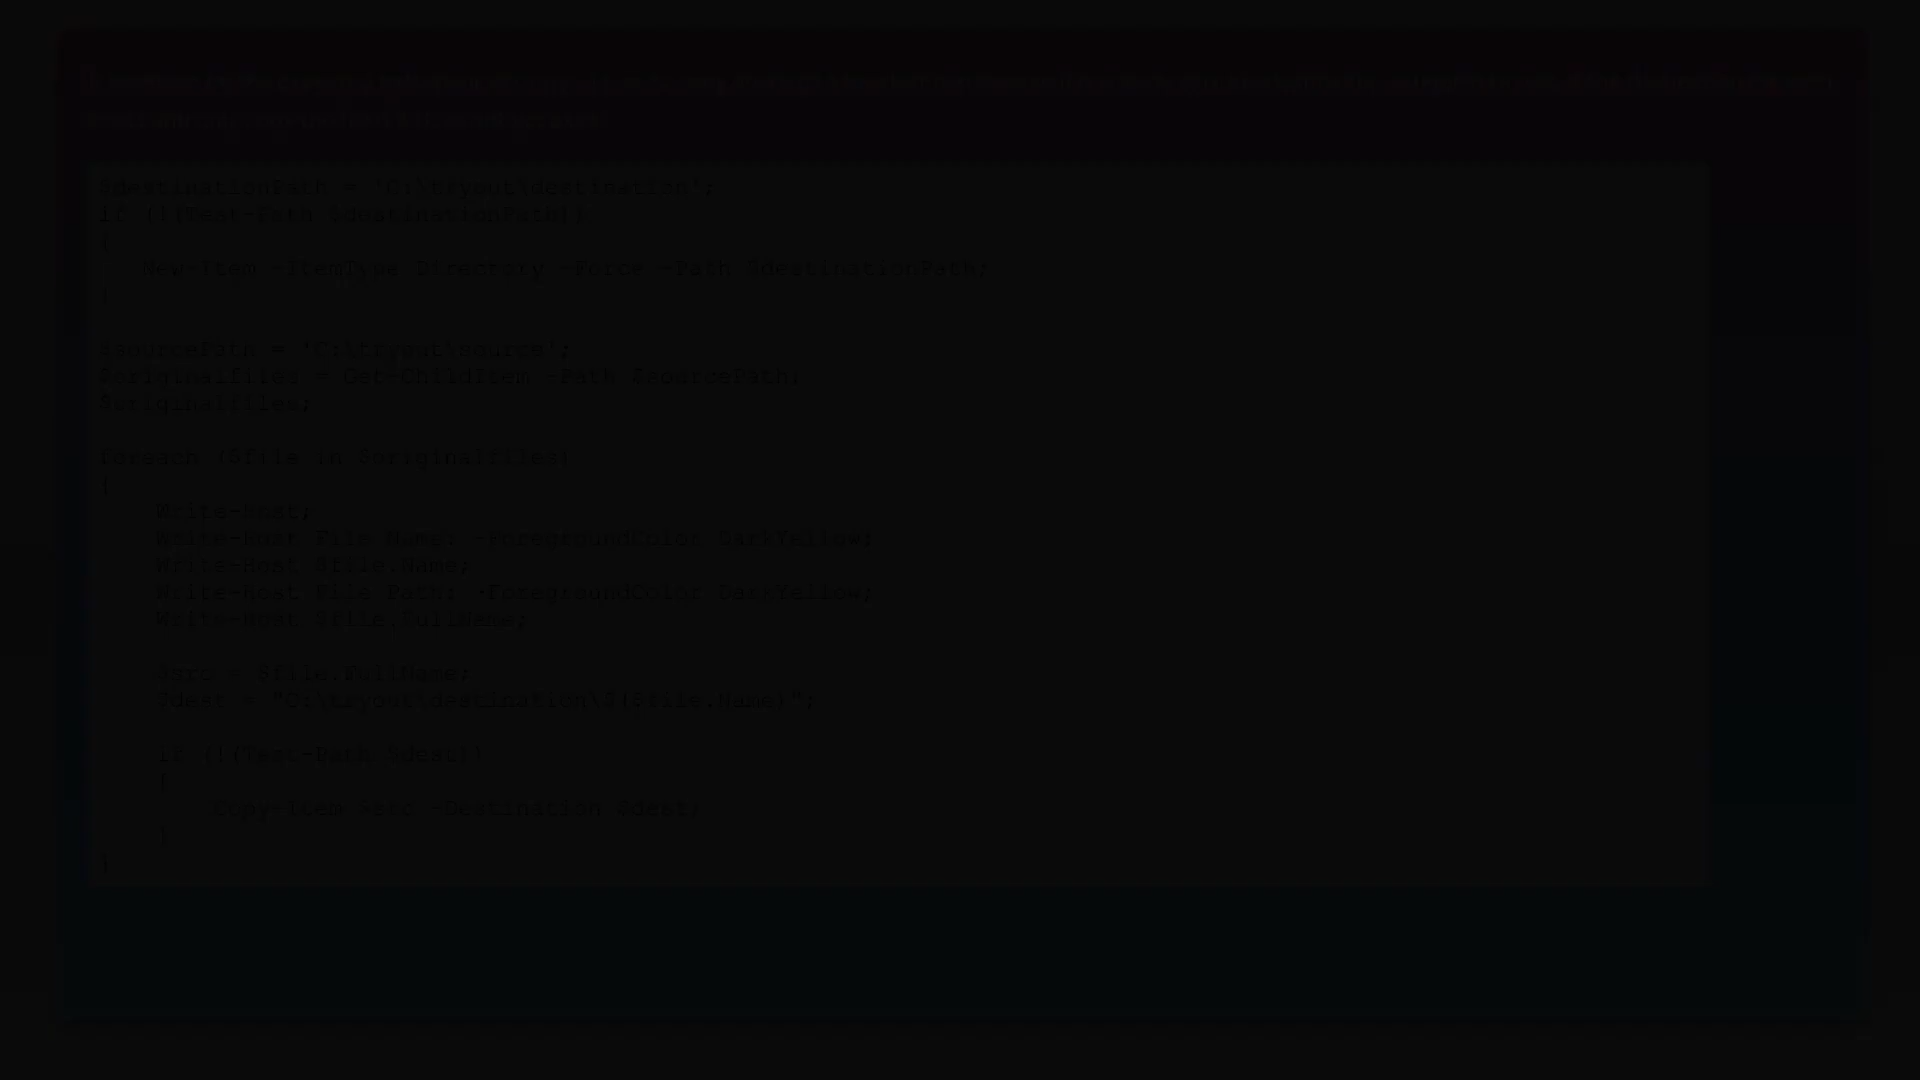 $destinationPath = 'C:\tryout\destination';
if (!(Test-Path $destinationPath))
{
New-Item -ItemType Directory -Force -Path $destinationPath;
}
$sourcePath = 'C:\tryout\source';
$originalfiles = Get-ChildItem -Path $sourcePath;
$originalfiles;
foreach ($file in $originalfiles)
{
Write-host;
Write-host File Name: -ForegroundColor DarkYellow;
Write-Host $file.Name;
Write-host File Path: -ForegroundColor DarkYellow;
Write-host $file.FullName;
$src = $file.FullName;
$dest = "C:\tryout\destination\$($file.Name)";
if (!(Test-Path $dest))
{
Copy-Item $src -Destination $dest;
}
}